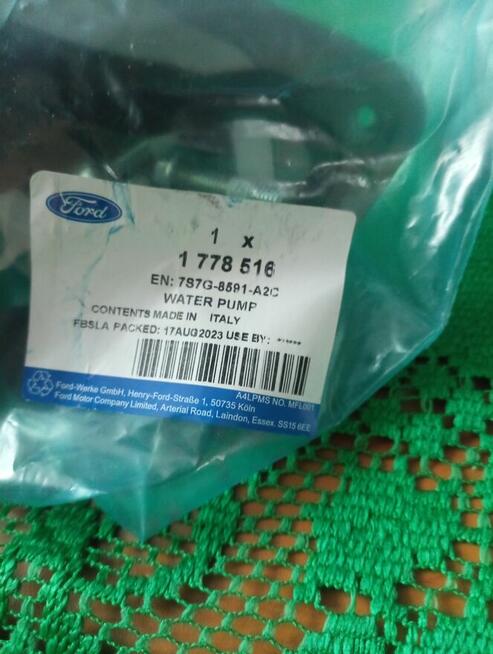 Ford
1 x
1 778 516
EN: 7S7G-8591-A2C
WATER PUMP
CONTENTS MADE IN ITALY
FBSLA PACKED: 17AUG2023 USE BY:
A4LPMS NO. MFL001
Ford-Werke GmbH, Henry-Ford-Straße 1, 50735 Köln
Ford Motor Company Limited, Arterial Road, Laindon, Essex. SS15 6EE